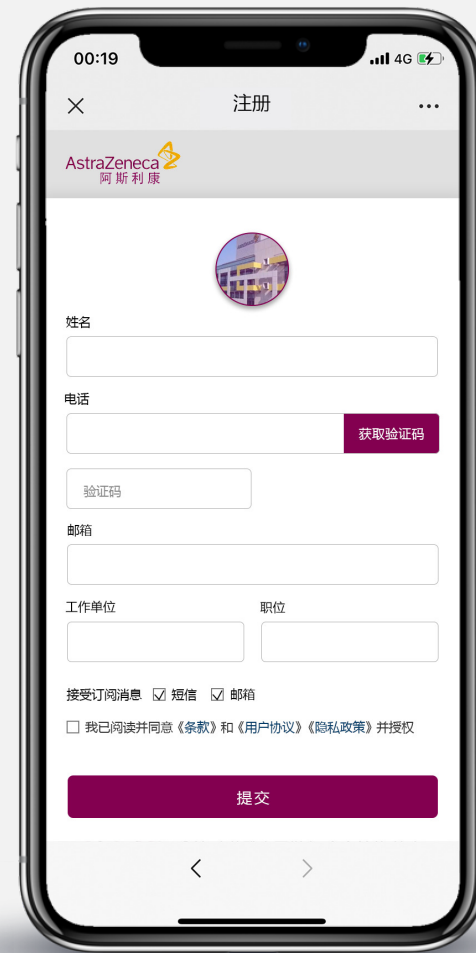 00:19
4G
注册
AstraZeneca
阿斯利康
姓名
电话
获取验证码
验证码
邮箱
工作单位 职位
接受订阅消息 短信 邮箱
我已阅读并同意《条款》和《用户协议》《隐私政策》并授权
提交